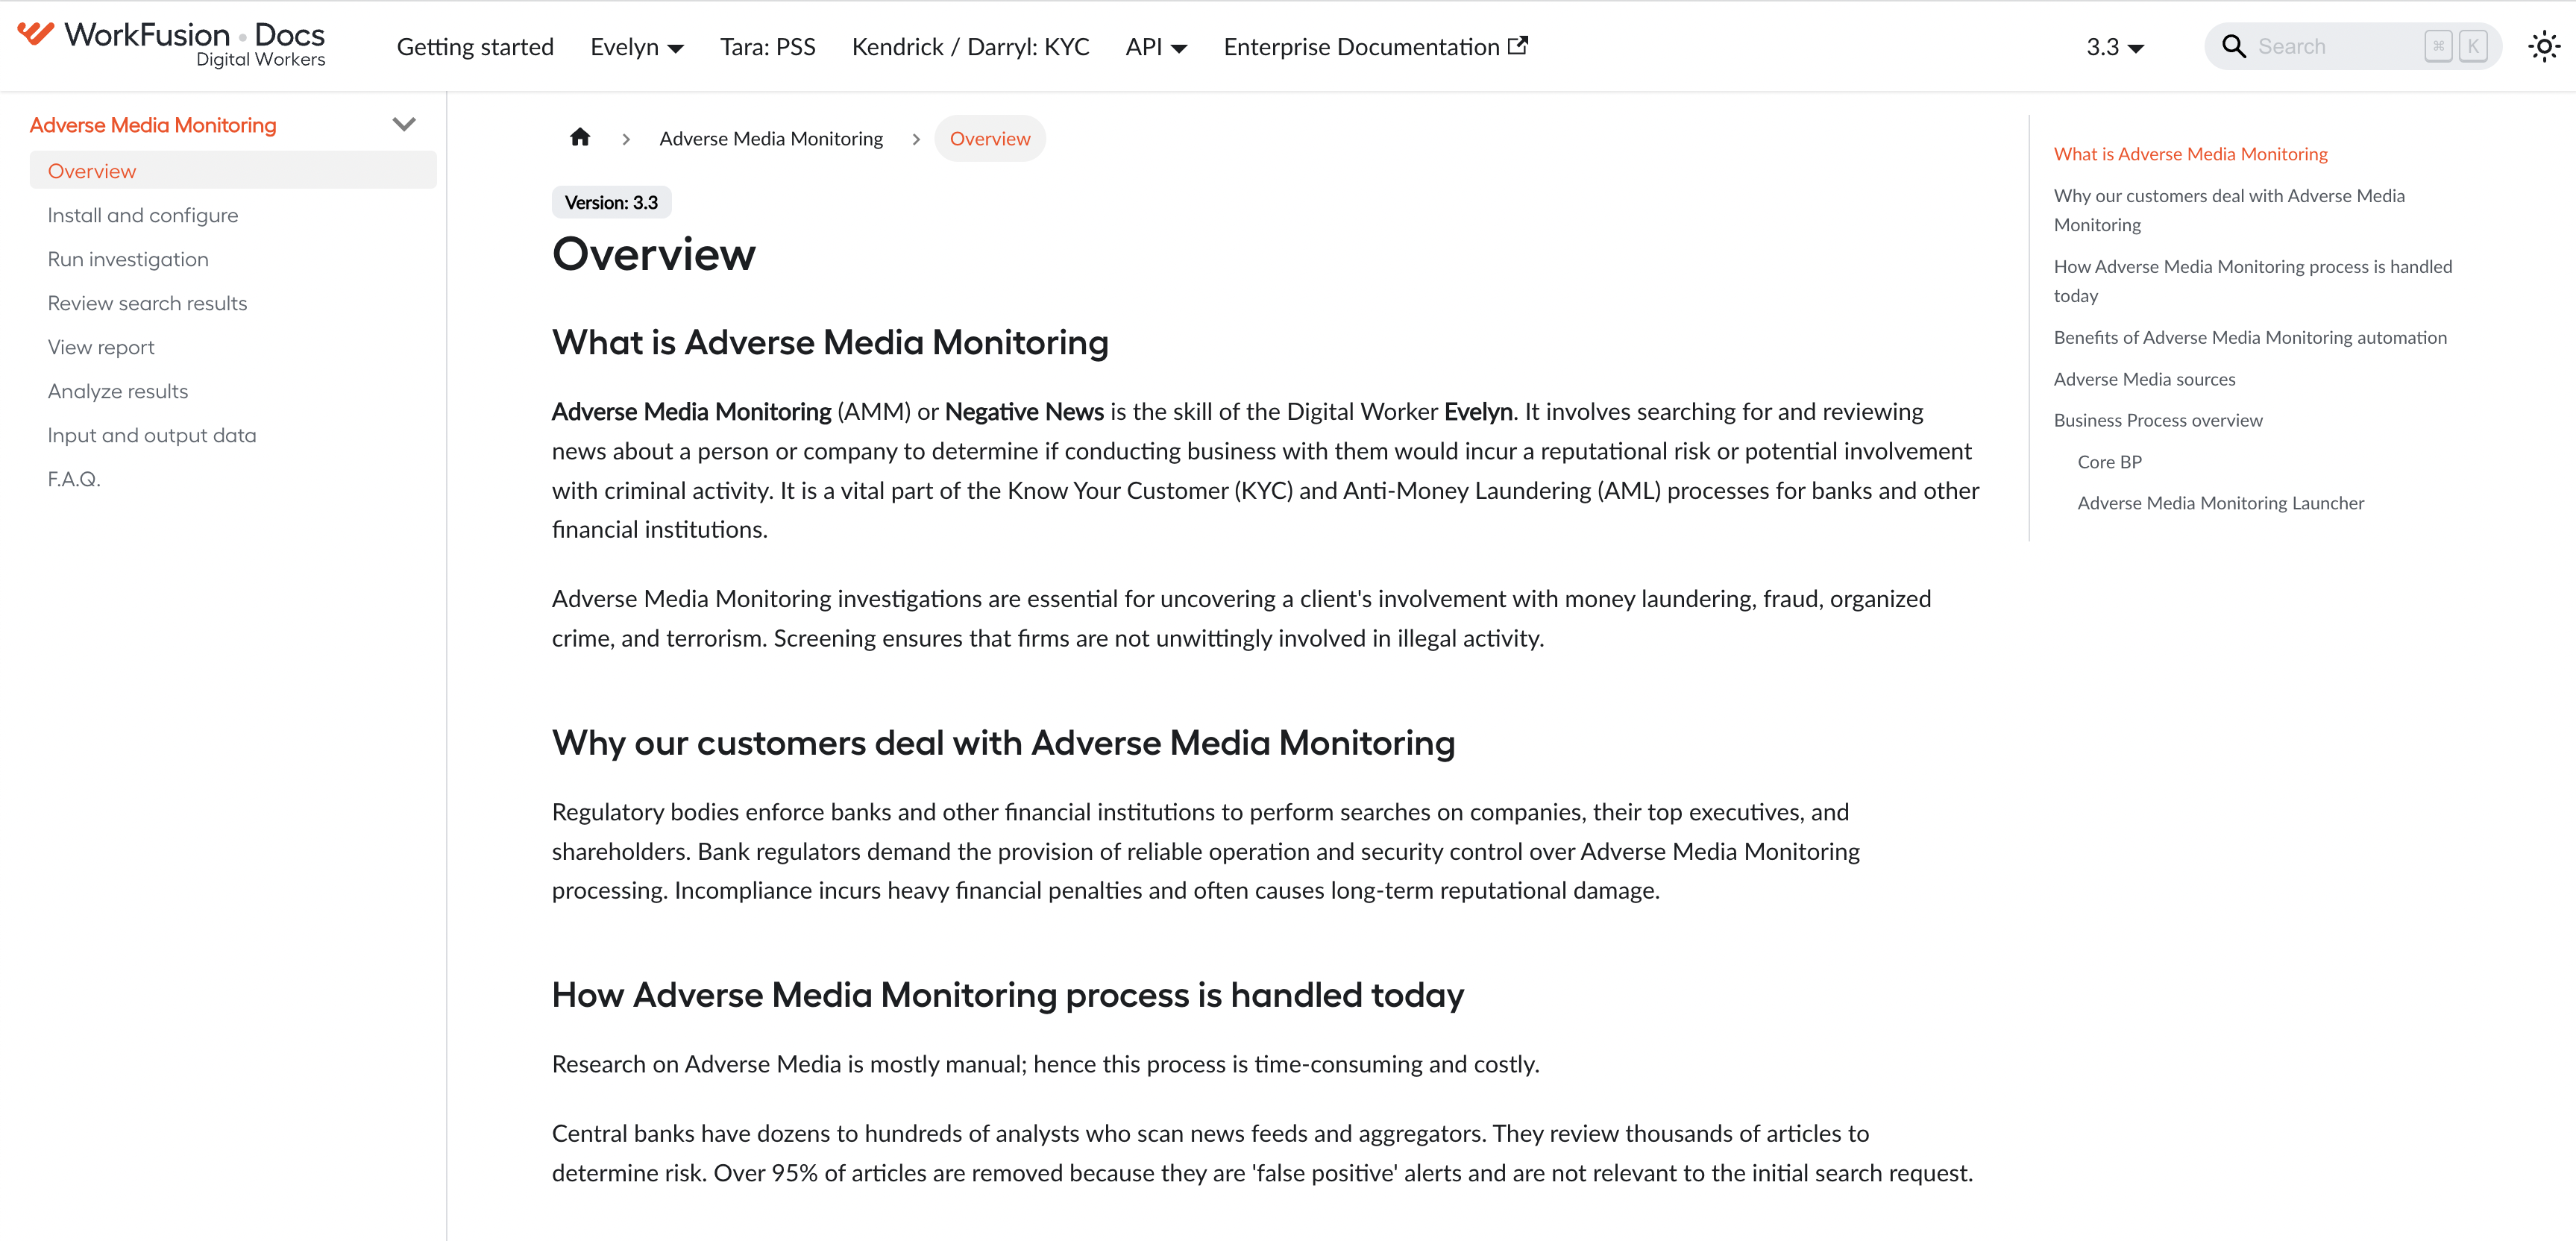 WorkFusion • Docs
Digital Workers
Getting started
Evelyn
Tara: PSS
Kendrick / Darryl: KYC
API
Enterprise Documentation
3.3
Search
⌘ K
Adverse Media Monitoring
Overview
Install and configure
Run investigation
Review search results
View report
Analyze results
Input and output data
F.A.Q.
Adverse Media Monitoring
Overview
Version: 3.3
Overview
What is Adverse Media Monitoring
Adverse Media Monitoring (AMM) or Negative News is the skill of the Digital Worker Evelyn. It involves searching for and reviewing
news about a person or company to determine if conducting business with them would incur a reputational risk or potential involvement
with criminal activity. It is a vital part of the Know Your Customer (KYC) and Anti-Money Laundering (AML) processes for banks and other
financial institutions.
Adverse Media Monitoring investigations are essential for uncovering a client's involvement with money laundering, fraud, organized
crime, and terrorism. Screening ensures that firms are not unwittingly involved in illegal activity.
Why our customers deal with Adverse Media Monitoring
Regulatory bodies enforce banks and other financial institutions to perform searches on companies, their top executives, and
shareholders. Bank regulators demand the provision of reliable operation and security control over Adverse Media Monitoring
processing. Incompliance incurs heavy financial penalties and often causes long-term reputational damage.
How Adverse Media Monitoring process is handled today
Research on Adverse Media is mostly manual; hence this process is time-consuming and costly.
Central banks have dozens to hundreds of analysts who scan news feeds and aggregators. They review thousands of articles to
determine risk. Over 95% of articles are removed because they are 'false positive' alerts and are not relevant to the initial search request.
What is Adverse Media Monitoring
Why our customers deal with Adverse Media
Monitoring
How Adverse Media Monitoring process is handled
today
Benefits of Adverse Media Monitoring automation
Adverse Media sources
Business Process overview
Core BP
Adverse Media Monitoring Launcher